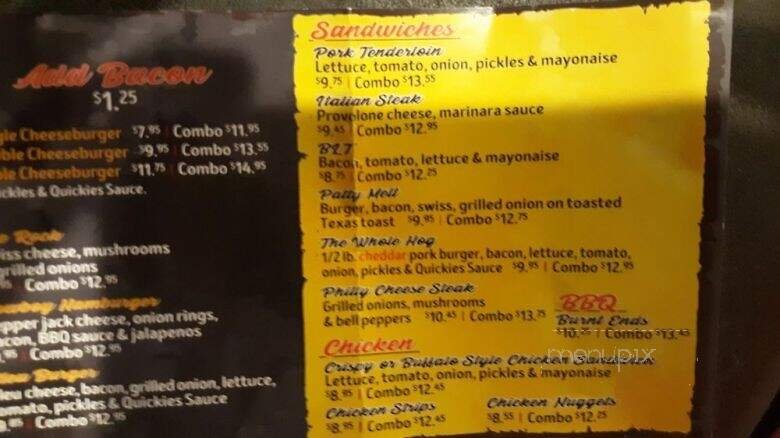 Add Bacon
$1.25
Cheeseburger $7.95 | Combo $11.95
Cheeseburger $9.95 | Combo $13.55
Cheeseburger $11.75 | Combo $14.95
Pickles & Quickies Sauce.
Rock
cheese, mushrooms
grilled onions
Combo $12.95
Hamburger
pepper jack cheese, onion rings,
bacon, BBQ sauce & jalapenos
Combo $12.95
Burger
bleu cheese, bacon, grilled onion, lettuce,
tomato, pickles & Quickies Sauce
Combo $12.95
Sandwiches
Pork Tenderloin
Lettuce, tomato, onion, pickles & mayonaise
$9.75 | Combo $13.55
Italian Steak
Provolone cheese, marinara sauce
$9.45 | Combo $12.95
BLT
Bacon, tomato, lettuce & mayonaise
$8.75 | Combo $12.25
Patty Melt
Burger, bacon, swiss, grilled onion on toasted
Texas toast $9.95 | Combo $12.75
The Whole Hog
1/2 lb. cheddar pork burger, bacon, lettuce, tomato,
onion, pickles & Quickies Sauce $9.95 | Combo $12.95
Philly Cheese Steak
Grilled onions, mushrooms
& bell peppers $10.45 | Combo $13.75
BBQ
Burnt Ends
Combo $13.45
Chicken
Crispy or Buffalo Style Chicken Sandwich
Lettuce, tomato, onion, pickles & mayonaise
$8.95 | Combo $12.45
Chicken Strips
$8.95 | Combo $12.45
Chicken Nuggets
$8.55 | Combo $12.25
menupix